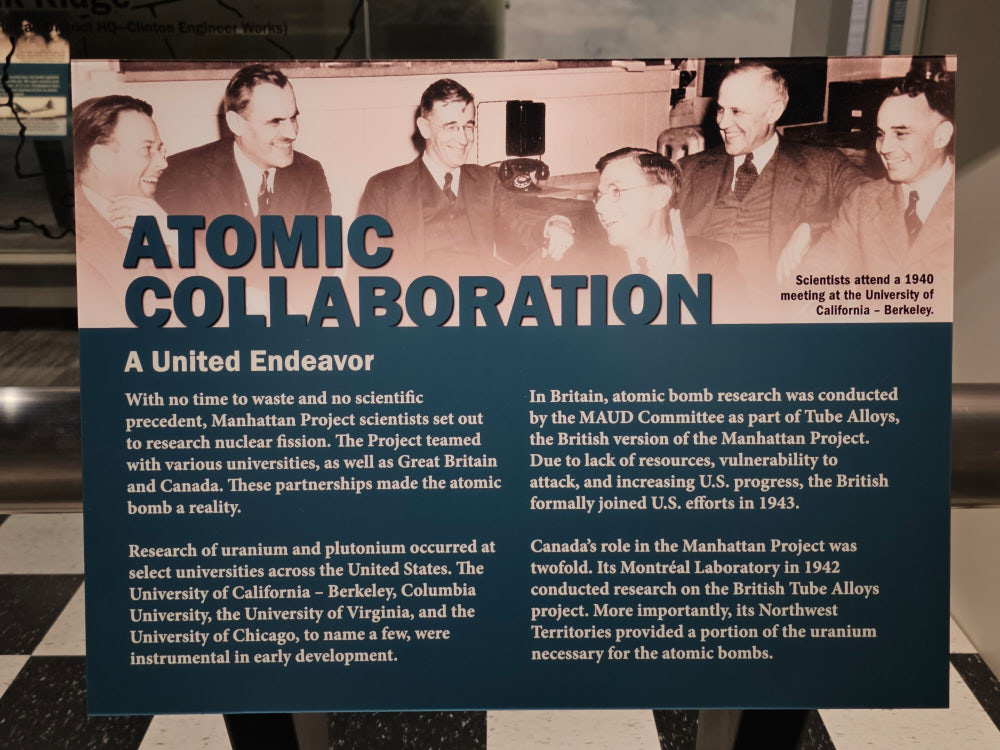 District HQ–Clinton Engineer Works)
ATOMIC
COLLABORATION
Scientists attend a 1940
meeting at the University of
California – Berkeley.
A United Endeavor
With no time to waste and no scientific
precedent, Manhattan Project scientists set out
to research nuclear fission. The Project teamed
with various universities, as well as Great Britain
and Canada. These partnerships made the atomic
bomb a reality.
Research of uranium and plutonium occurred at
select universities across the United States. The
University of California – Berkeley, Columbia
University, the University of Virginia, and the
University of Chicago, to name a few, were
instrumental in early development.
In Britain, atomic bomb research was conducted
by the MAUD Committee as part of Tube Alloys,
the British version of the Manhattan Project.
Due to lack of resources, vulnerability to
attack, and increasing U.S. progress, the British
formally joined U.S. efforts in 1943.
Canada's role in the Manhattan Project was
twofold. Its Montréal Laboratory in 1942
conducted research on the British Tube Alloys
project. More importantly, its Northwest
Territories provided a portion of the uranium
necessary for the atomic bombs.